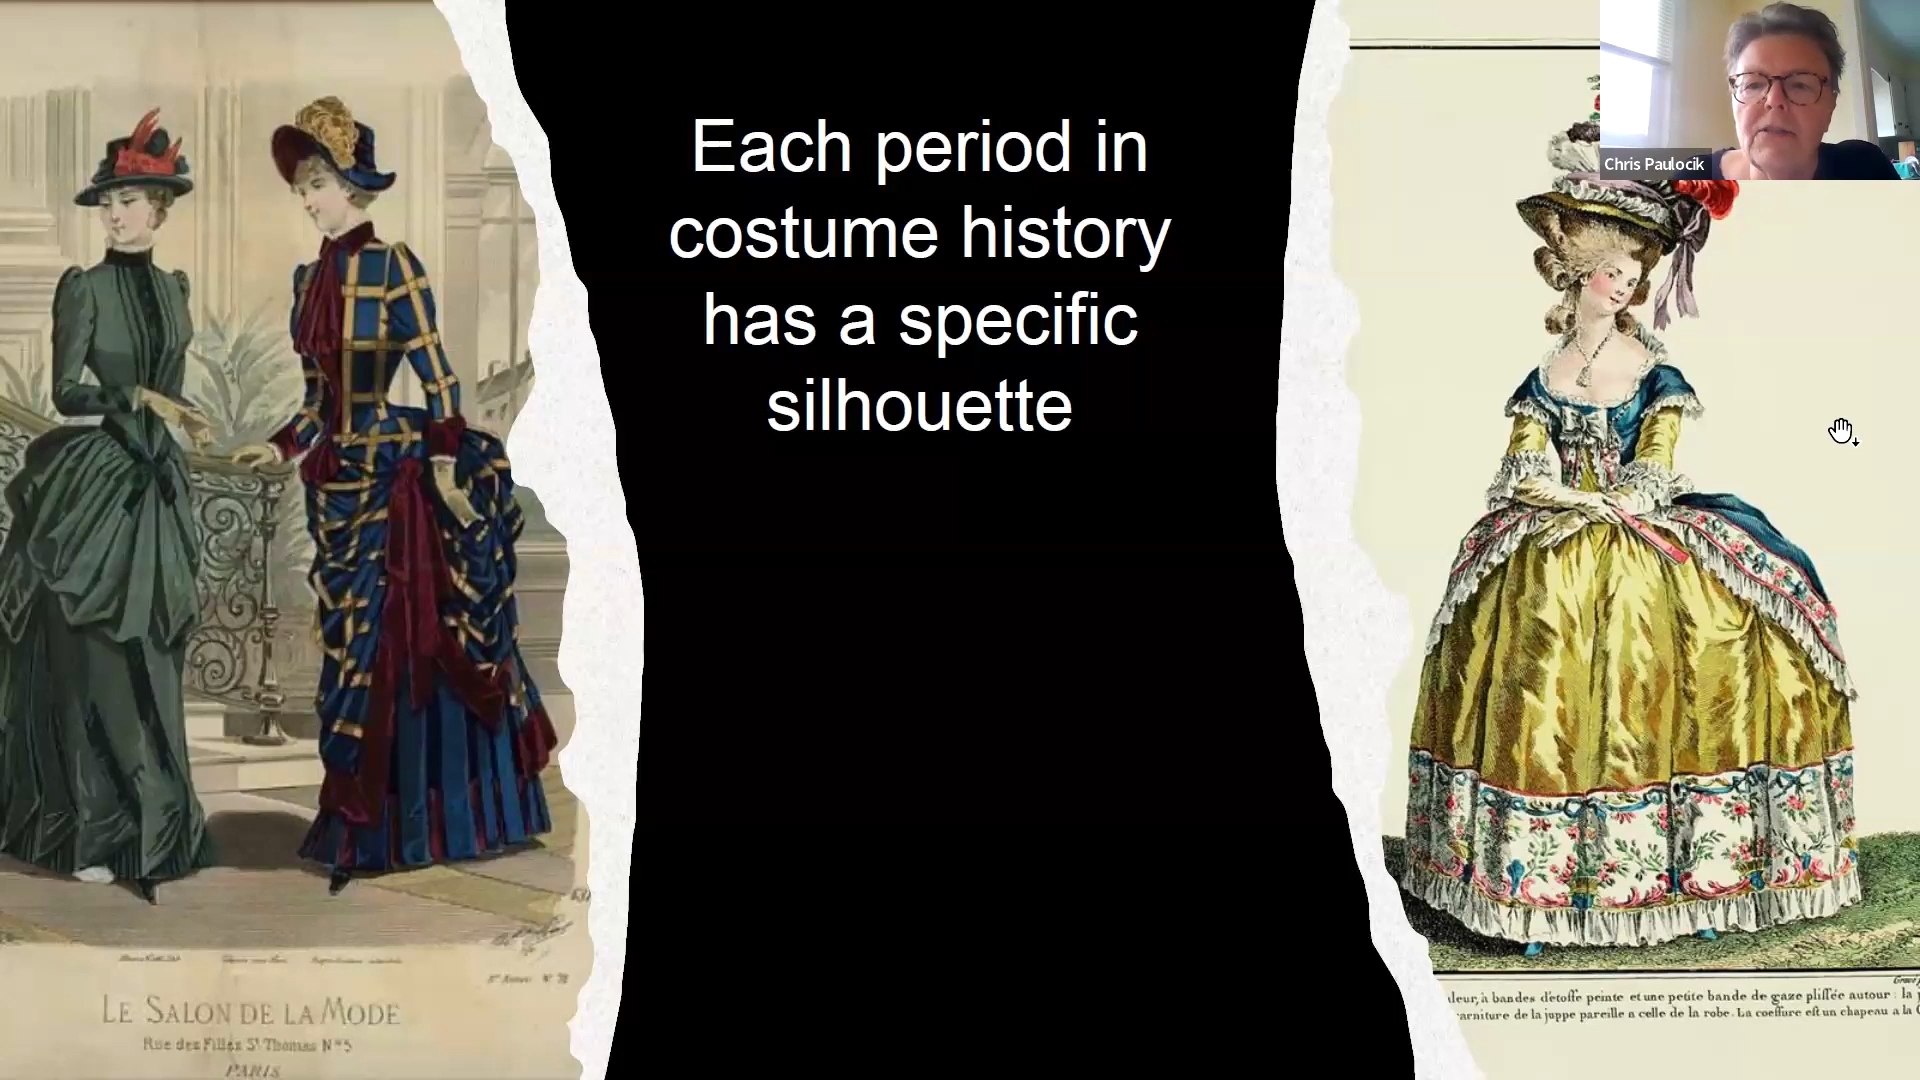 Each period in
costume history
has a specific
silhouette
Chris Paulocik
LE SALON DE LA MODE
Rue des Filles St Thomas N° 5
PARIS
leur, à bandes d'étoffe peinte et une petite bande de gaze plissée autour : la
arniture de la juppe pareille a celle de la robe. La coeffure est un chapeau a la